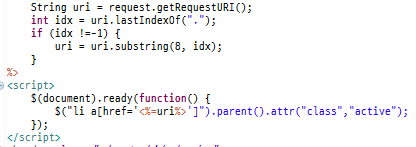 String uri = request.getRequestURI();
int idx = uri.lastIndexOf(".");
if (idx !=-1) {
uri = uri.substring(8, idx);
}
%>
<script>
$(document).ready(function() {
$("li a[href='<%=uri%>']").parent().attr("class","active");
});
</script>